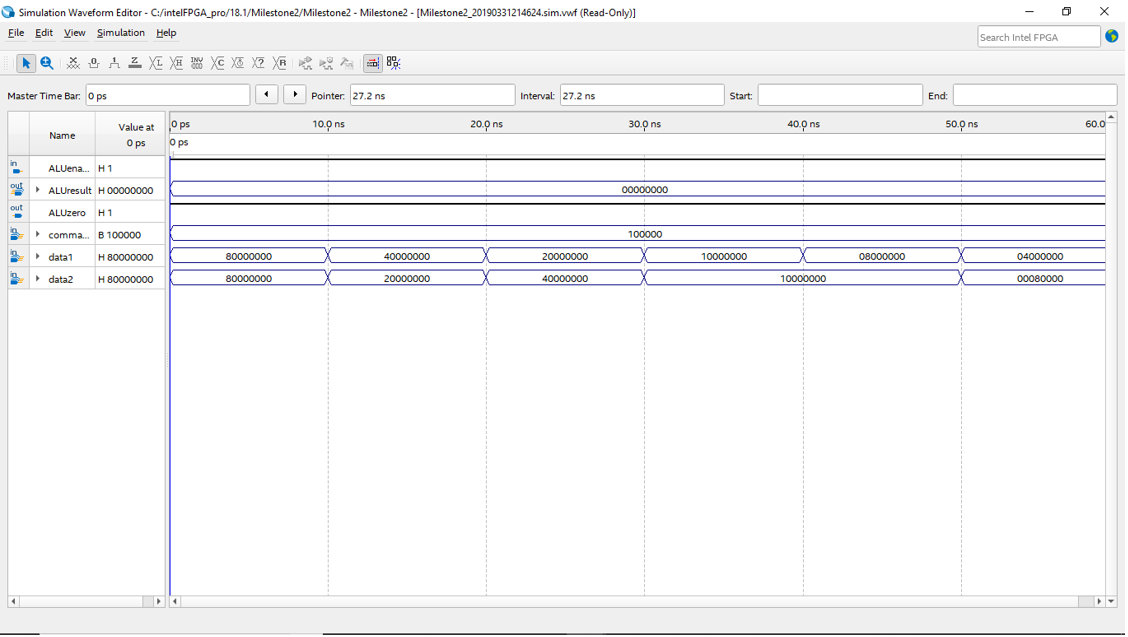 Simulation Waveform Editor - C:/intelFPGA_pro/18.1/Milestone2/Milestone2 - Milestone2 - [Milestone2_20190331214624.sim.vwf (Read-Only)]
File Edit View Simulation Help
Search Intel FPGA
Master Time Bar: 0 ps Pointer: 27.2 ns Interval: 27.2 ns Start: End:
Name Value at 0 ps
0 ps 10.0 ns 20.0 ns 30.0 ns 40.0 ns 50.0 ns 60.0
0 ps
in ALUena... H 1
out ALUresult H 00000000 00000000
out ALUzero H 1
in comma... B 100000 100000
in data1 H 80000000 80000000 40000000 20000000 10000000 08000000 04000000
in data2 H 80000000 80000000 20000000 40000000 10000000 00080000